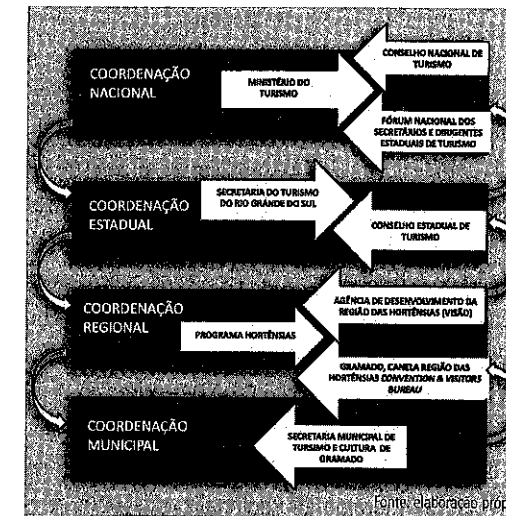 COORDENAÇÃO
NACIONAL
MINISTÉRIO DO
TURISMO
CONSELHO NACIONAL DE
TURISMO
FÓRUM NACIONAL DOS
SECRETÁRIOS E DIRIGENTES
ESTADUAIS DE TURISMO
COORDENAÇÃO
ESTADUAL
SECRETARIA DO TURISMO
DO RIO GRANDE DO SUL
CONSELHO ESTADUAL DE
TURISMO
COORDENAÇÃO
REGIONAL
PROGRAMA HORTÊNSIAS
AGÊNCIA DE DESENVOLVIMENTO DA
REGIÃO DAS HORTÊNSIAS (VISÃO)
GRAMADO, CANELA REGIÃO DAS
HORTÊNSIAS CONVENTION & VISITORS
BUREAU
COORDENAÇÃO
MUNICIPAL
SECRETARIA MUNICIPAL DE
TURISMO E CULTURA DE
GRAMADO
Fonte: elaboração próp